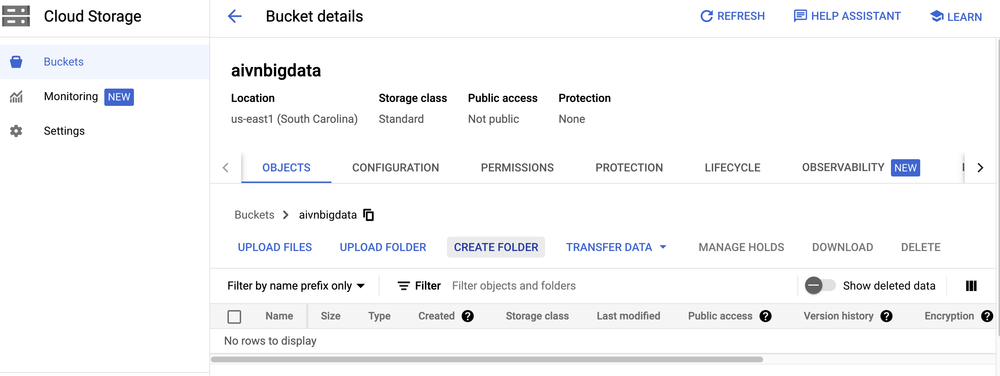 Cloud Storage
Bucket details
REFRESH
HELP ASSISTANT
LEARN
Buckets
Monitoring NEW
Settings
aivnbigdata
Location Storage class Public access Protection
us-east1 (South Carolina) Standard Not public None
OBJECTS CONFIGURATION PERMISSIONS PROTECTION LIFECYCLE OBSERVABILITY NEW
Buckets > aivnbigdata
UPLOAD FILES UPLOAD FOLDER CREATE FOLDER TRANSFER DATA MANAGE HOLDS DOWNLOAD DELETE
Filter by name prefix only Filter Filter objects and folders Show deleted data
Name Size Type Created ? Storage class Last modified Public access ? Version history ? Encryption ?
No rows to display